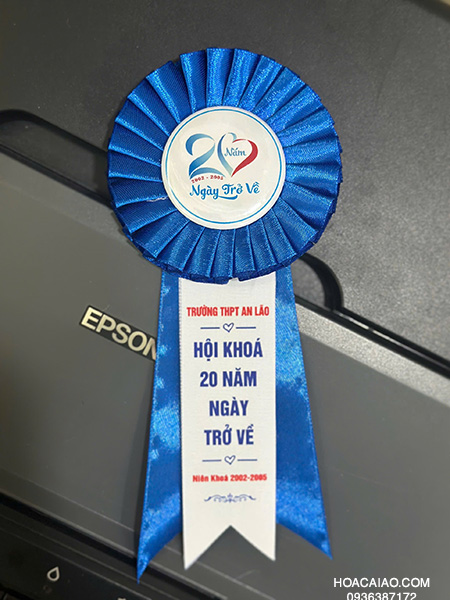 20 Năm
2002 - 2005
Ngày Trở Về
TRƯỜNG THPT AN LÃO
HỘI KHOÁ
20 NĂM
NGÀY
TRỞ VỀ
Niên Khoá 2002-2005
EPSON
HOACAIAO.COM
0936387172